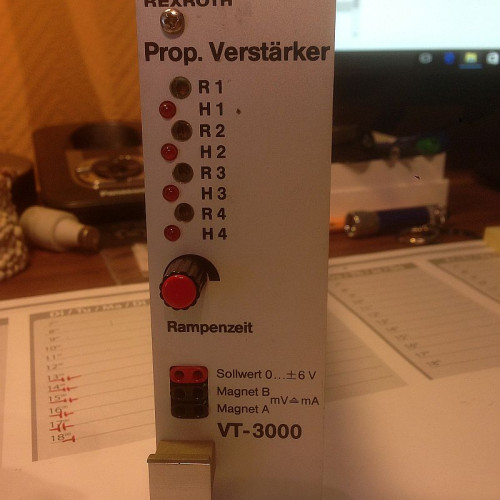 REXROTH
Prop. Verstärker
R 1
H 1
R 2
H 2
R 3
H 3
R 4
H 4
Rampenzeit
Sollwert 0...±6 V
Magnet B
mV≙mA
Magnet A
VT-3000